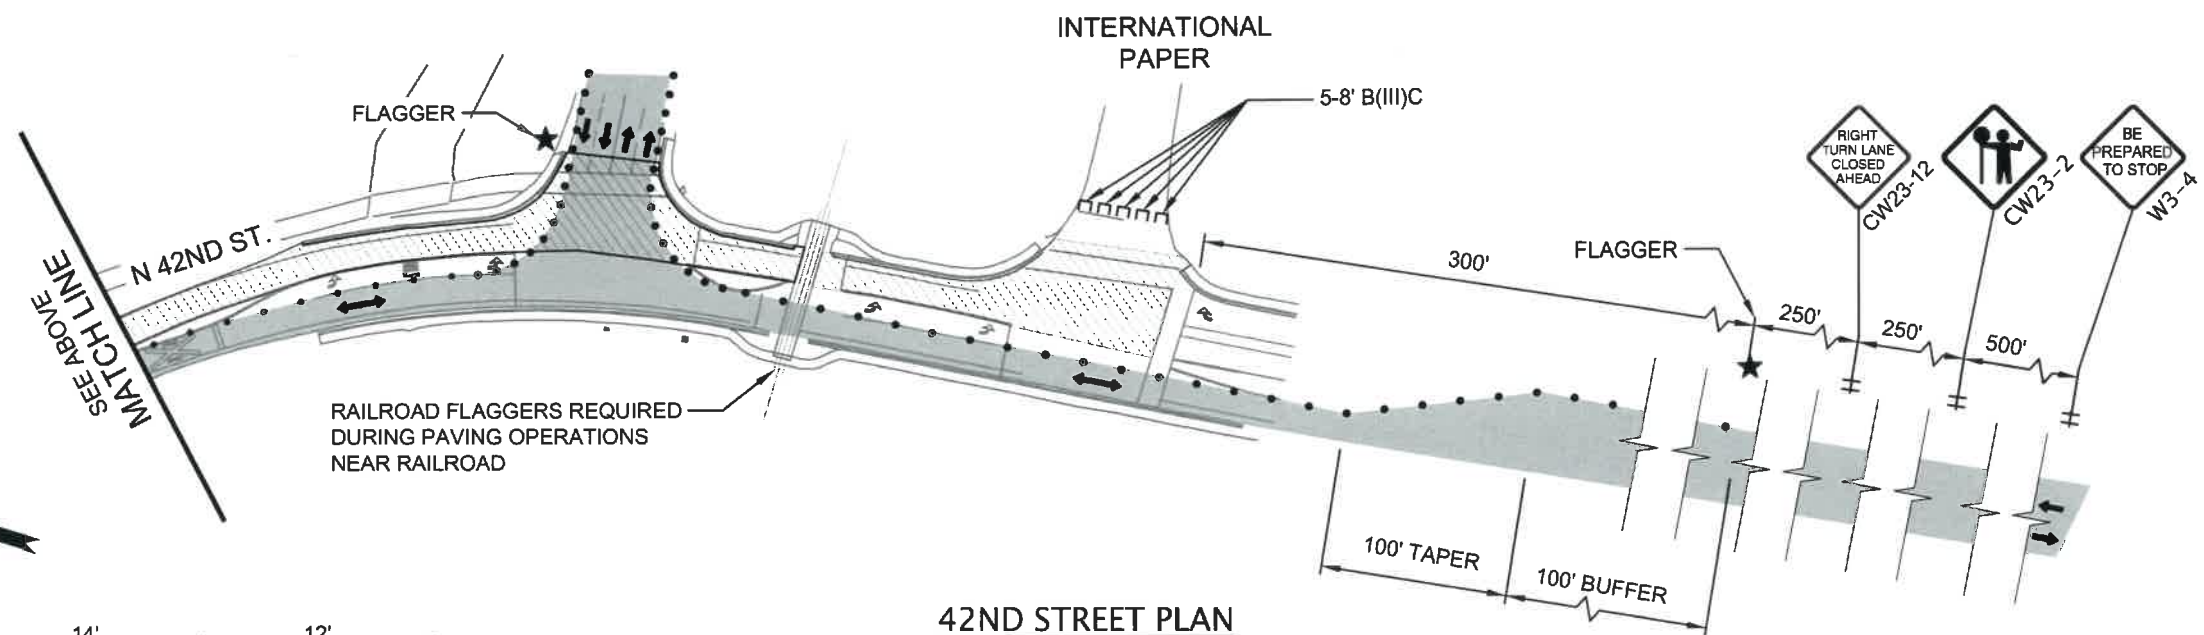 INTERNATIONAL
PAPER
5-8' B(III)C
FLAGGER
RIGHT
TURN LANE
CLOSED
AHEAD
CW23-12
CW23-2
BE
PREPARED
TO STOP
W3-4
N 42ND ST.
SEE ABOVE
MATCH LINE
300'
FLAGGER
250'
250'
500'
RAILROAD FLAGGERS REQUIRED
DURING PAVING OPERATIONS
NEAR RAILROAD
100' TAPER
100' BUFFER
42ND STREET PLAN
14'
12'